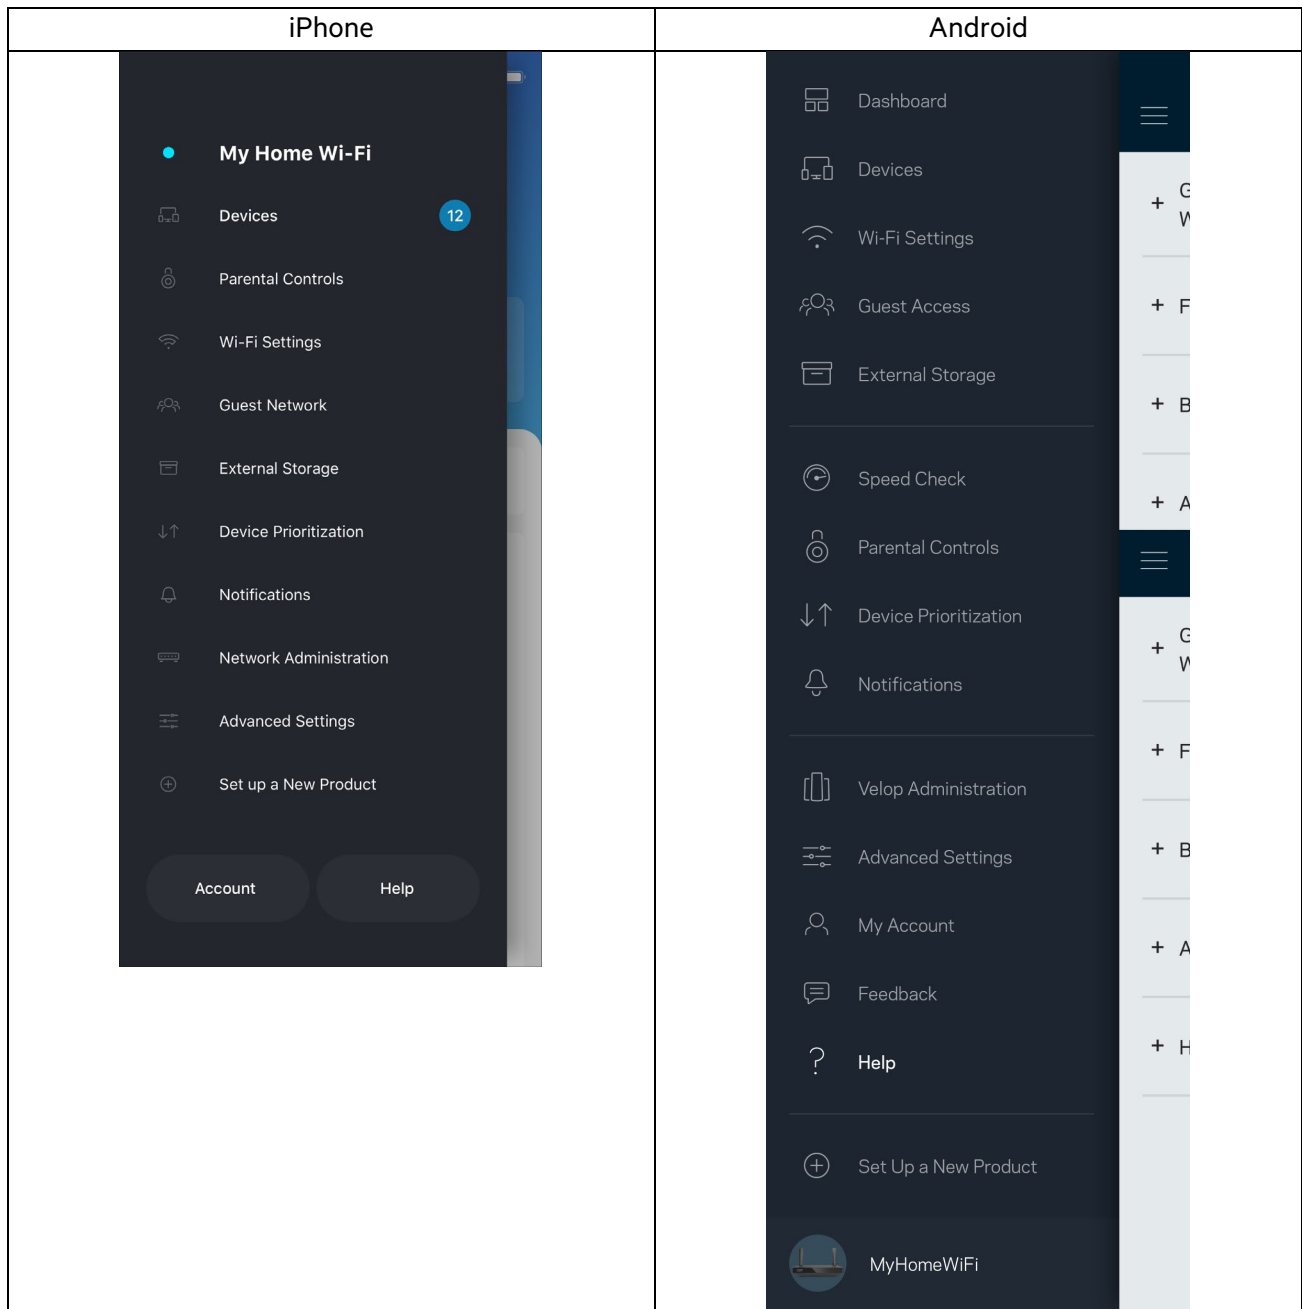 iPhone
Android
My Home Wi-Fi
Devices
12
Parental Controls
Wi-Fi Settings
Guest Network
External Storage
Device Prioritization
Notifications
Network Administration
Advanced Settings
Set up a New Product
Account
Help
Dashboard
Devices
Wi-Fi Settings
Guest Access
External Storage
Speed Check
Parental Controls
Device Prioritization
Notifications
Velop Administration
Advanced Settings
My Account
Feedback
? Help
Set Up a New Product
MyHomeWiFi
+ G
W
+ F
+ B
+ A
+ G
W
+ F
+ B
+ A
+ H